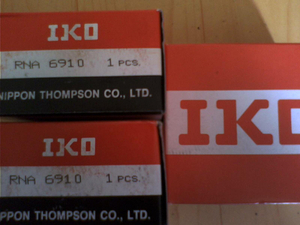 IKO
RNA 6910 1 PCS.
NIPPON THOMPSON CO., LTD.
IKO
RNA 6910 1 PCS.
NIPPON THOMPSON CO., LTD.
IKO